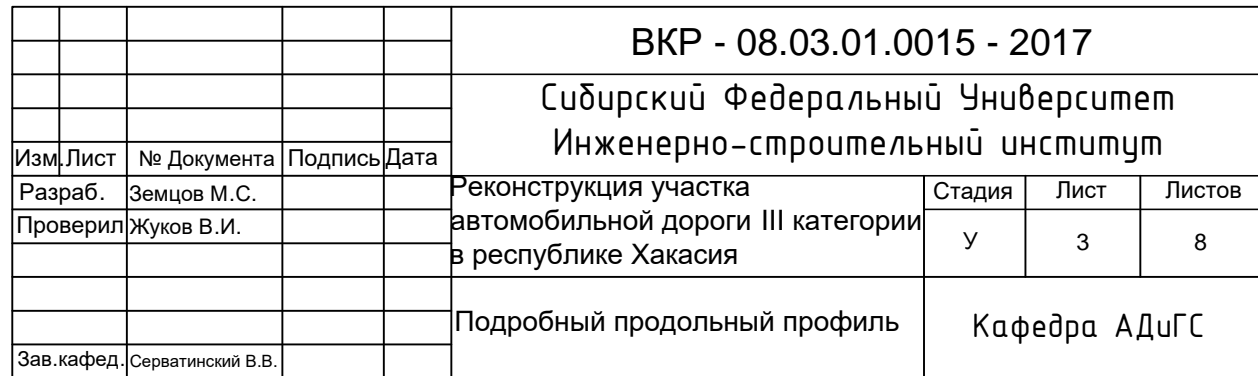 ВКР - 08.03.01.0015 - 2017
Сибирский Федеральный Университет
Инженерно-строительный институт
Изм. Лист № Документа Подпись Дата
Разраб. Земцов М.С.
Проверил Жуков В.И.
Реконструкция участка
автомобильной дороги III категории
в республике Хакасия
Стадия Лист Листов
У 3 8
Подробный продольный профиль
Кафедра АДиГС
Зав.кафед. Серватинский В.В.